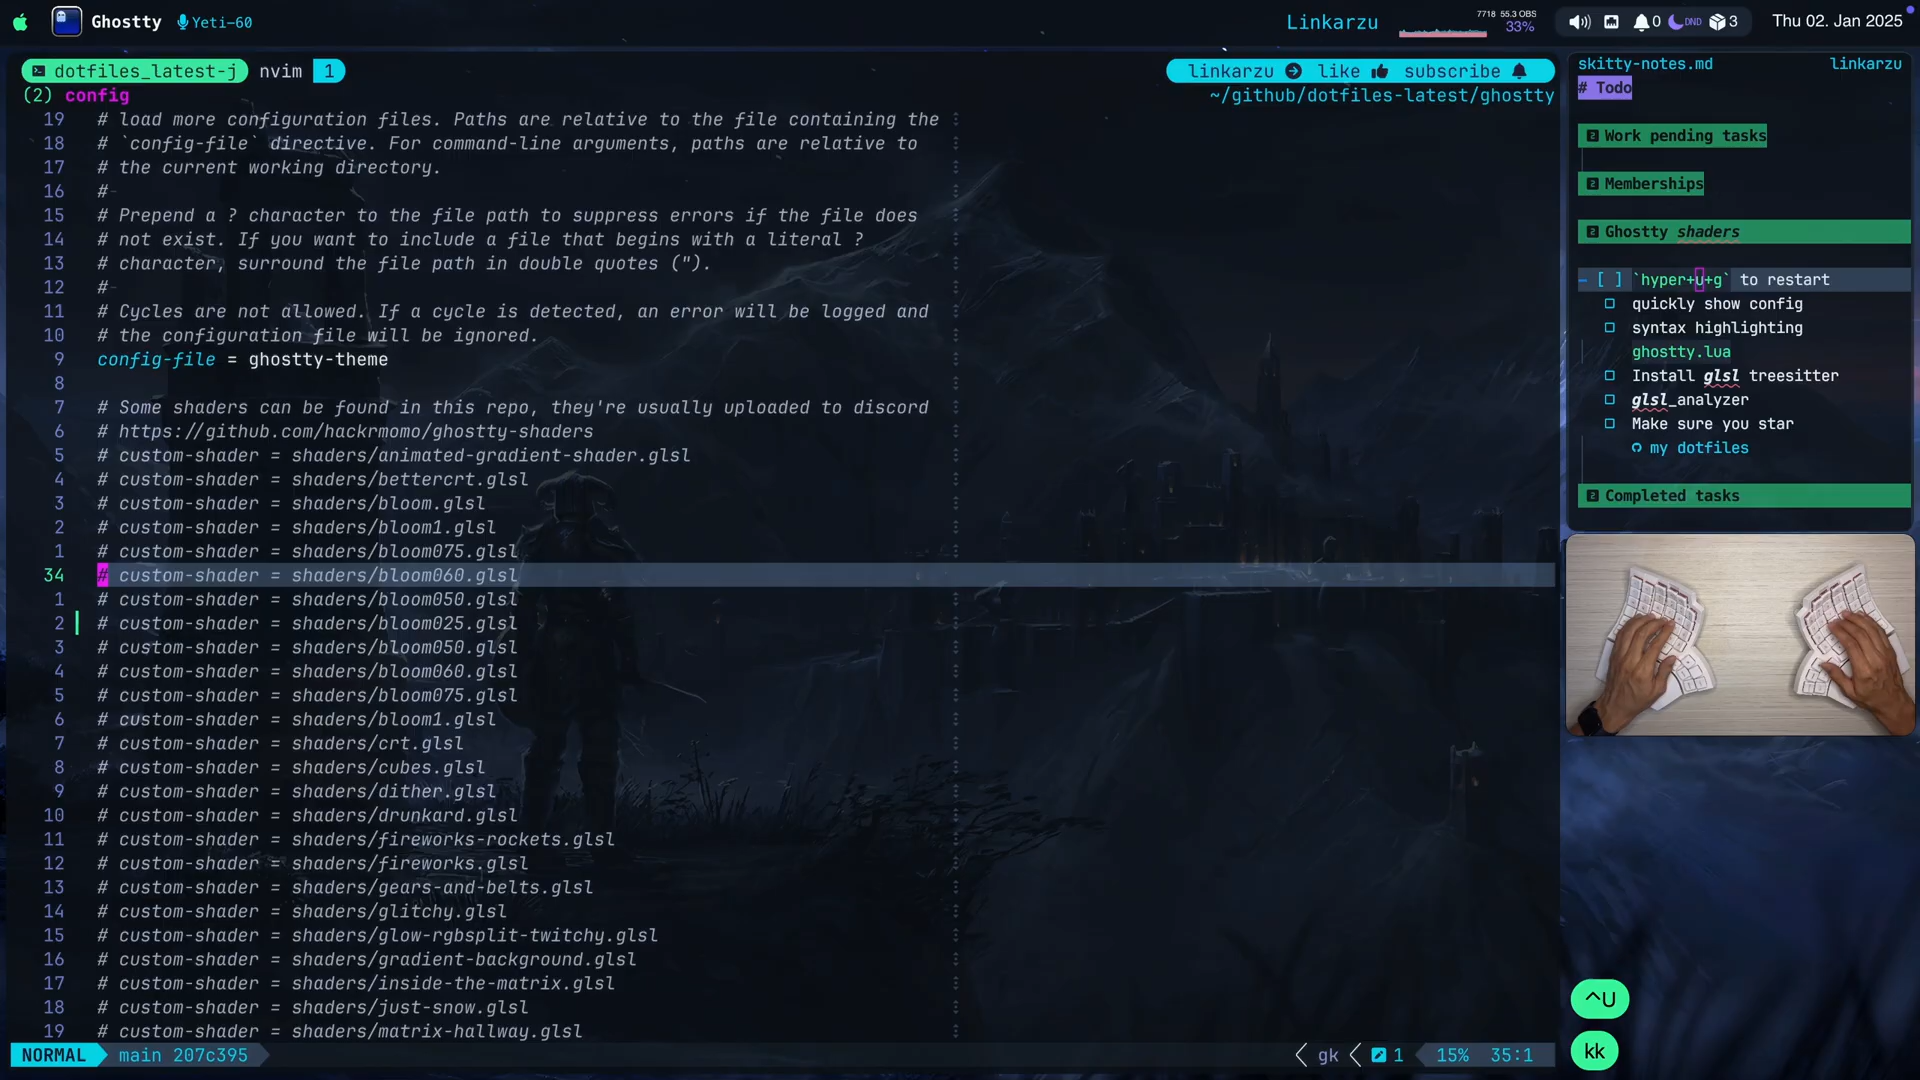 Ghostty Yeti-60 Linkarzu 7718 55.3 OBS 33% 0 DND 3 Thu 02. Jan 2025
dotfiles_latest-j nvim 1 linkarzu like subscribe
(2) config ~/github/dotfiles-latest/ghostty
19 # load more configuration files. Paths are relative to the file containing the
18 # `config-file` directive. For command-line arguments, paths are relative to
17 # the current working directory.
16 #
15 # Prepend a ? character to the file path to suppress errors if the file does
14 # not exist. If you want to include a file that begins with a literal ?
13 # character, surround the file path in double quotes (").
12 #
11 # Cycles are not allowed. If a cycle is detected, an error will be logged and
10 # the configuration file will be ignored.
9 config-file = ghostty-theme
8
7 # Some shaders can be found in this repo, they're usually uploaded to discord
6 # https://github.com/hackrmomo/ghostty-shaders
5 # custom-shader = shaders/animated-gradient-shader.glsl
4 # custom-shader = shaders/bettercrt.glsl
3 # custom-shader = shaders/bloom.glsl
2 # custom-shader = shaders/bloom1.glsl
1 # custom-shader = shaders/bloom075.glsl
34 # custom-shader = shaders/bloom060.glsl
1 # custom-shader = shaders/bloom050.glsl
2 # custom-shader = shaders/bloom025.glsl
3 # custom-shader = shaders/bloom050.glsl
4 # custom-shader = shaders/bloom060.glsl
5 # custom-shader = shaders/bloom075.glsl
6 # custom-shader = shaders/bloom1.glsl
7 # custom-shader = shaders/crt.glsl
8 # custom-shader = shaders/cubes.glsl
9 # custom-shader = shaders/dither.glsl
10 # custom-shader = shaders/drunkard.glsl
11 # custom-shader = shaders/fireworks-rockets.glsl
12 # custom-shader = shaders/fireworks.glsl
13 # custom-shader = shaders/gears-and-belts.glsl
14 # custom-shader = shaders/glitchy.glsl
15 # custom-shader = shaders/glow-rgbsplit-twitchy.glsl
16 # custom-shader = shaders/gradient-background.glsl
17 # custom-shader = shaders/inside-the-matrix.glsl
18 # custom-shader = shaders/just-snow.glsl
19 # custom-shader = shaders/matrix-hallway.glsl
NORMAL main 207c395 gk 1 15% 35:1
skitty-notes.md linkarzu
# Todo
2 Work pending tasks
2 Memberships
2 Ghostty shaders
- [ ] `hyper+u+g` to restart
quickly show config
syntax highlighting
ghostty.lua
Install glsl treesitter
glsl_analyzer
Make sure you star
my dotfiles
2 Completed tasks
^U
kk